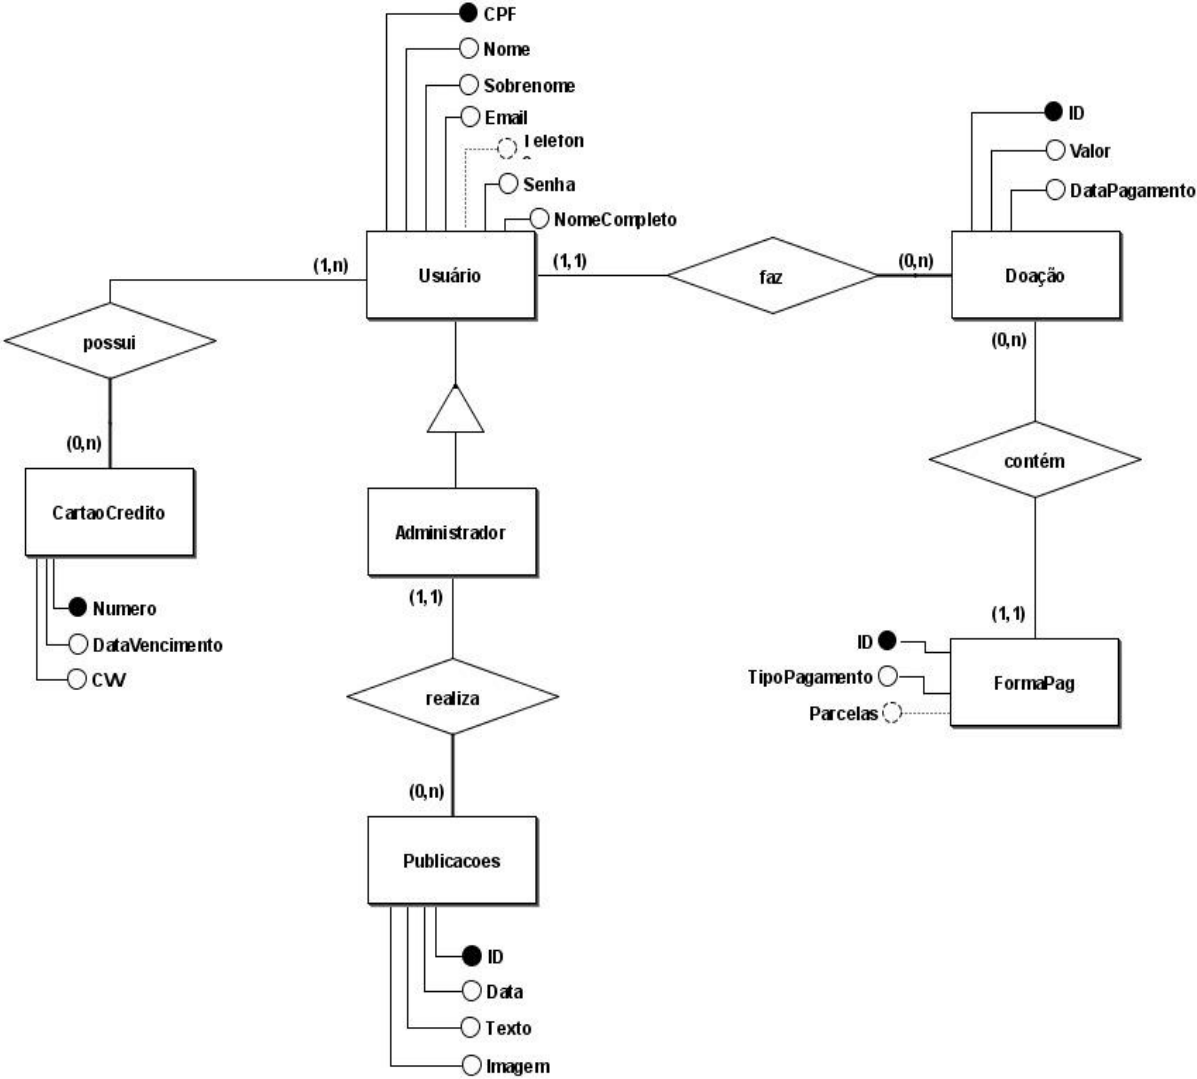 CPF
Nome
Sobrenome
Email
Telefon
Senha
NomeCompleto
ID
Valor
DataPagamento
(1,n)
Usuário
(1,1)
faz
(0,n)
Doação
possui
(0,n)
(0,n)
contém
CartaoCredito
Administrador
Numero
DataVencimento
CVV
(1,1)
(1,1)
ID
TipoPagamento
Parcelas
FormaPag
realiza
(0,n)
Publicacoes
ID
Data
Texto
Imagem